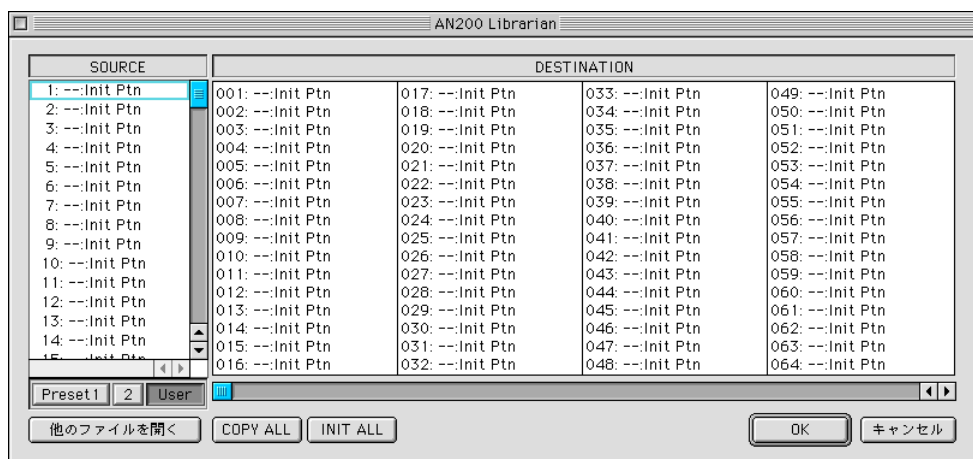 AN200 Librarian
SOURCE
1: --:Init Ptn
2: --:Init Ptn
3: --:Init Ptn
4: --:Init Ptn
5: --:Init Ptn
6: --:Init Ptn
7: --:Init Ptn
8: --:Init Ptn
9: --:Init Ptn
10: --:Init Ptn
11: --:Init Ptn
12: --:Init Ptn
13: --:Init Ptn
14: --:Init Ptn
15: --:Init Ptn
Preset1 2 User
DESTINATION
001: --:Init Ptn
002: --:Init Ptn
003: --:Init Ptn
004: --:Init Ptn
005: --:Init Ptn
006: --:Init Ptn
007: --:Init Ptn
008: --:Init Ptn
009: --:Init Ptn
010: --:Init Ptn
011: --:Init Ptn
012: --:Init Ptn
013: --:Init Ptn
014: --:Init Ptn
015: --:Init Ptn
016: --:Init Ptn
017: --:Init Ptn
018: --:Init Ptn
019: --:Init Ptn
020: --:Init Ptn
021: --:Init Ptn
022: --:Init Ptn
023: --:Init Ptn
024: --:Init Ptn
025: --:Init Ptn
026: --:Init Ptn
027: --:Init Ptn
028: --:Init Ptn
029: --:Init Ptn
030: --:Init Ptn
031: --:Init Ptn
032: --:Init Ptn
033: --:Init Ptn
034: --:Init Ptn
035: --:Init Ptn
036: --:Init Ptn
037: --:Init Ptn
038: --:Init Ptn
039: --:Init Ptn
040: --:Init Ptn
041: --:Init Ptn
042: --:Init Ptn
043: --:Init Ptn
044: --:Init Ptn
045: --:Init Ptn
046: --:Init Ptn
047: --:Init Ptn
048: --:Init Ptn
049: --:Init Ptn
050: --:Init Ptn
051: --:Init Ptn
052: --:Init Ptn
053: --:Init Ptn
054: --:Init Ptn
055: --:Init Ptn
056: --:Init Ptn
057: --:Init Ptn
058: --:Init Ptn
059: --:Init Ptn
060: --:Init Ptn
061: --:Init Ptn
062: --:Init Ptn
063: --:Init Ptn
064: --:Init Ptn
他のファイルを開く COPY ALL INIT ALL OK キャンセル